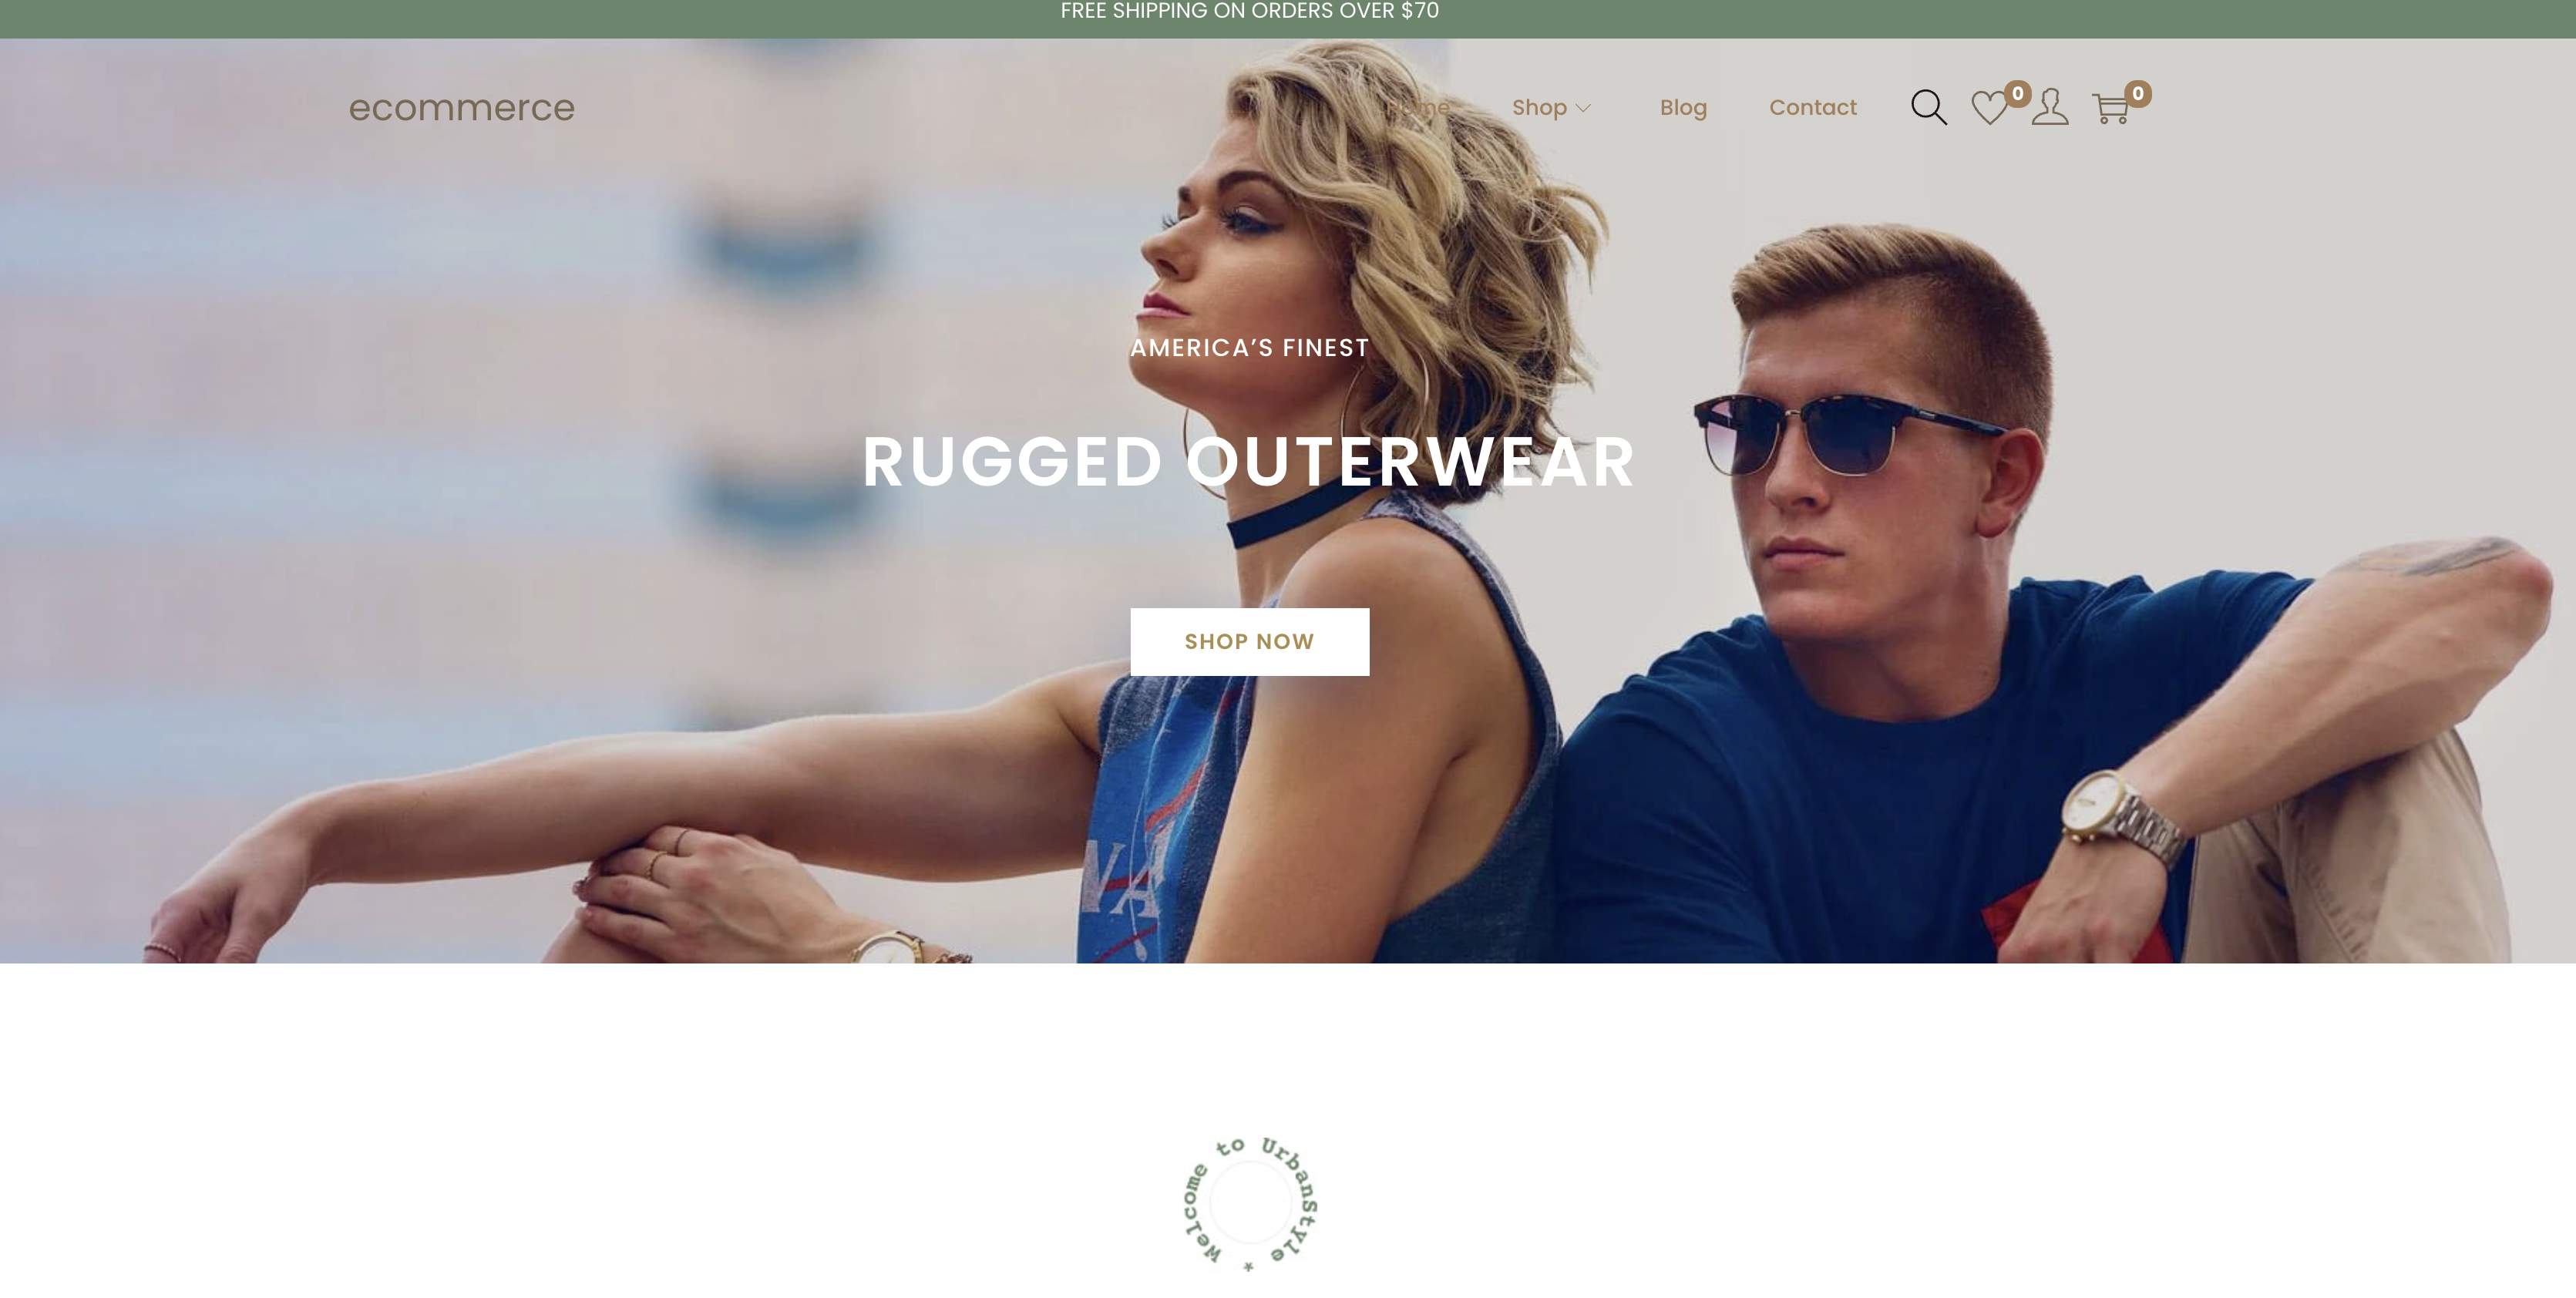 FREE SHIPPING ON ORDERS OVER $70
ecommerce
Home
Shop
Blog
Contact
0
0
AMERICA’S FINEST
RUGGED OUTERWEAR
SHOP NOW
NA
Welcome to UrbanStyle *